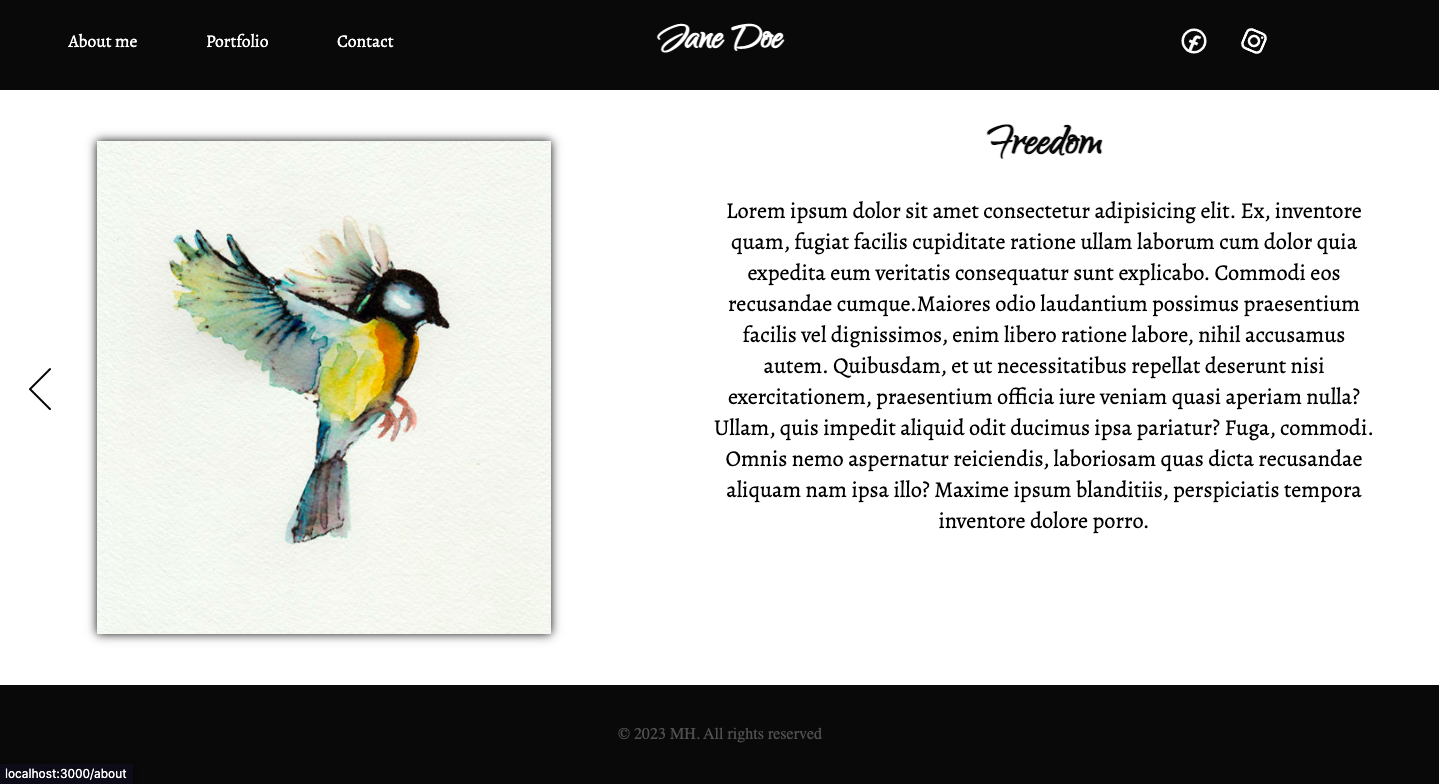 About me Portfolio Contact Jane Doe
Freedom
Lorem ipsum dolor sit amet consectetur adipisicing elit. Ex, inventore
quam, fugiat facilis cupiditate ratione ullam laborum cum dolor quia
expedita eum veritatis consequatur sunt explicabo. Commodi eos
recusandae cumque.Maiores odio laudantium possimus praesentium
facilis vel dignissimos, enim libero ratione labore, nihil accusamus
autem. Quibusdam, et ut necessitatibus repellat deserunt nisi
exercitationem, praesentium officia iure veniam quasi aperiam nulla?
Ullam, quis impedit aliquid odit ducimus ipsa pariatur? Fuga, commodi.
Omnis nemo aspernatur reiciendis, laboriosam quas dicta recusandae
aliquam nam ipsa illo? Maxime ipsum blanditiis, perspiciatis tempora
inventore dolore porro.
© 2023 MH. All rights reserved
localhost:3000/about